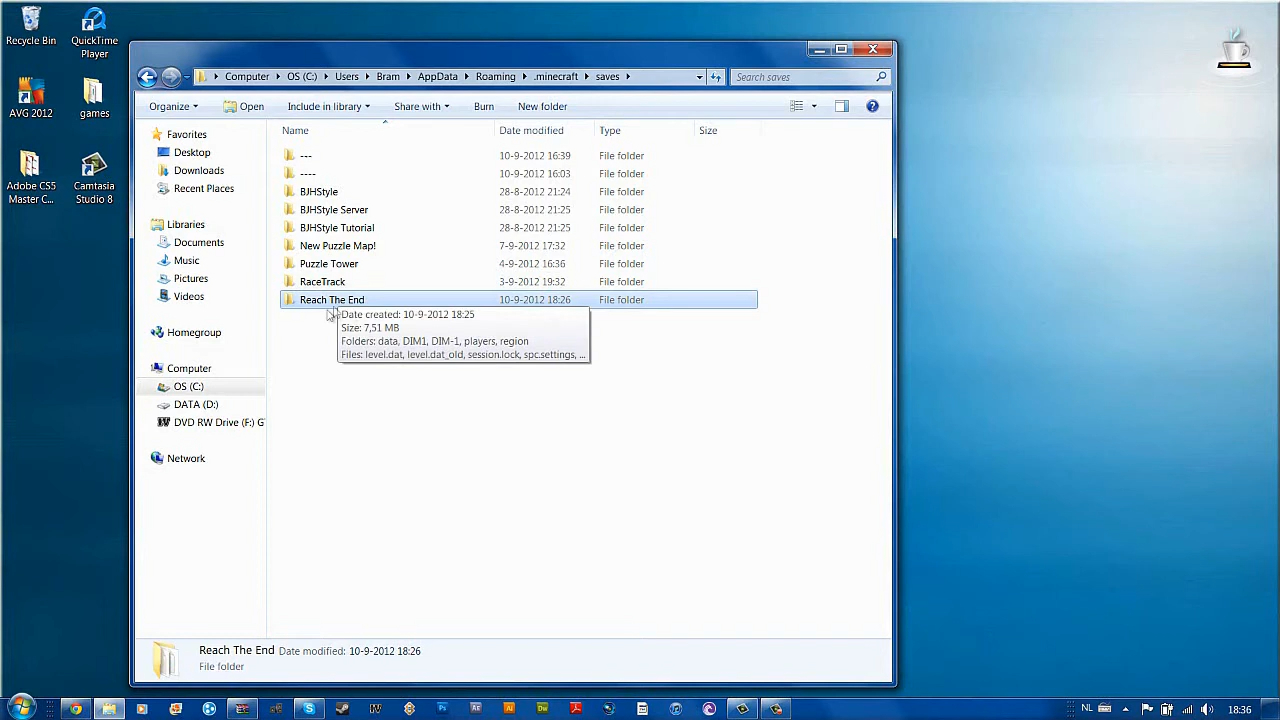 Recycle Bin
QuickTime Player
AVG 2012
games
Adobe CS5 Master C...
Camtasia Studio 8
Computer OS (C:) Users Bram AppData Roaming .minecraft saves
Search saves
Organize Open Include in library Share with Burn New folder
Name Date modified Type Size
Favorites
Desktop
Downloads
Recent Places
Libraries
Documents
Music
Pictures
Videos
Homegroup
Computer
OS (C:)
DATA (D:)
DVD RW Drive (F:) G
Network
--- 10-9-2012 16:39 File folder
---- 10-9-2012 16:03 File folder
BJHStyle 28-8-2012 21:24 File folder
BJHStyle Server 28-8-2012 21:25 File folder
BJHStyle Tutorial 28-8-2012 21:25 File folder
New Puzzle Map! 7-9-2012 17:32 File folder
Puzzle Tower 4-9-2012 16:36 File folder
RaceTrack 3-9-2012 19:32 File folder
Reach The End 10-9-2012 18:26 File folder
Date created: 10-9-2012 18:25
Size: 7,51 MB
Folders: data, DIM1, DIM-1, players, region
Files: level.dat, level.dat_old, session.lock, spc.settings, ...
Reach The End Date modified: 10-9-2012 18:26
File folder
NL 18:36